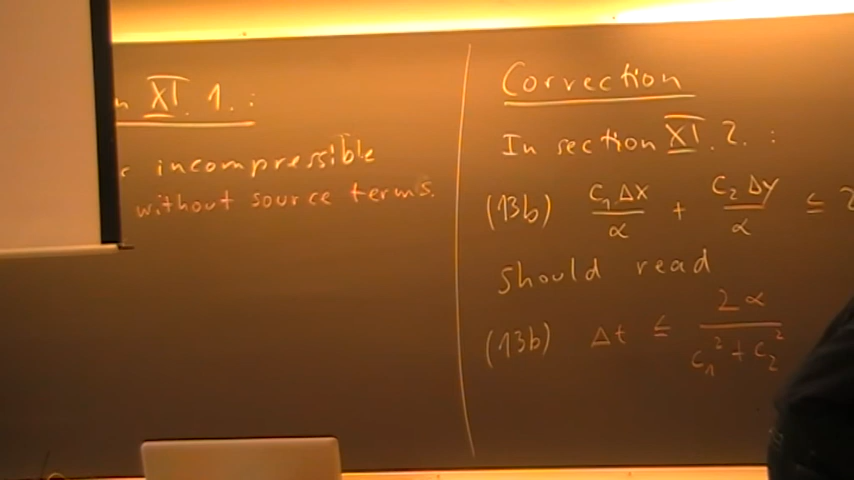 XI. 1. :
incompressible
without source terms.
Correction
In section XI. 2. :
(13b) C₁ Δx / α + C₂ Δy / α ≤ 2
should read
(13b) Δt ≤ 2α / C₁² + C₂²